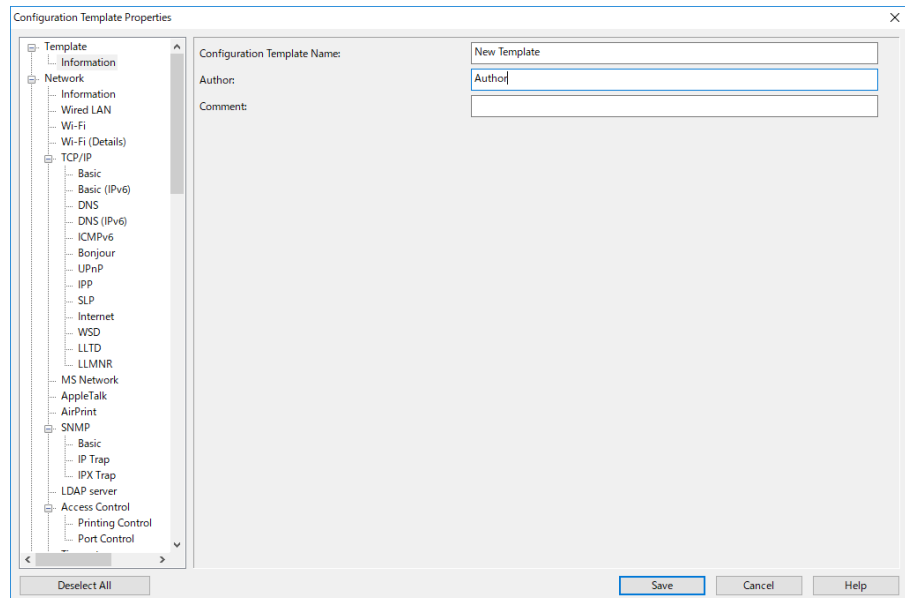 Configuration Template Properties
Template
Information
Network
Information
Wired LAN
Wi-Fi
Wi-Fi (Details)
TCP/IP
Basic
Basic (IPv6)
DNS
DNS (IPv6)
ICMPv6
Bonjour
UPnP
IPP
SLP
Internet
WSD
LLTD
LLMNR
MS Network
AppleTalk
AirPrint
SNMP
Basic
IP Trap
IPX Trap
LDAP server
Access Control
Printing Control
Port Control
Configuration Template Name: New Template
Author: Author
Comment:
Deselect All Save Cancel Help